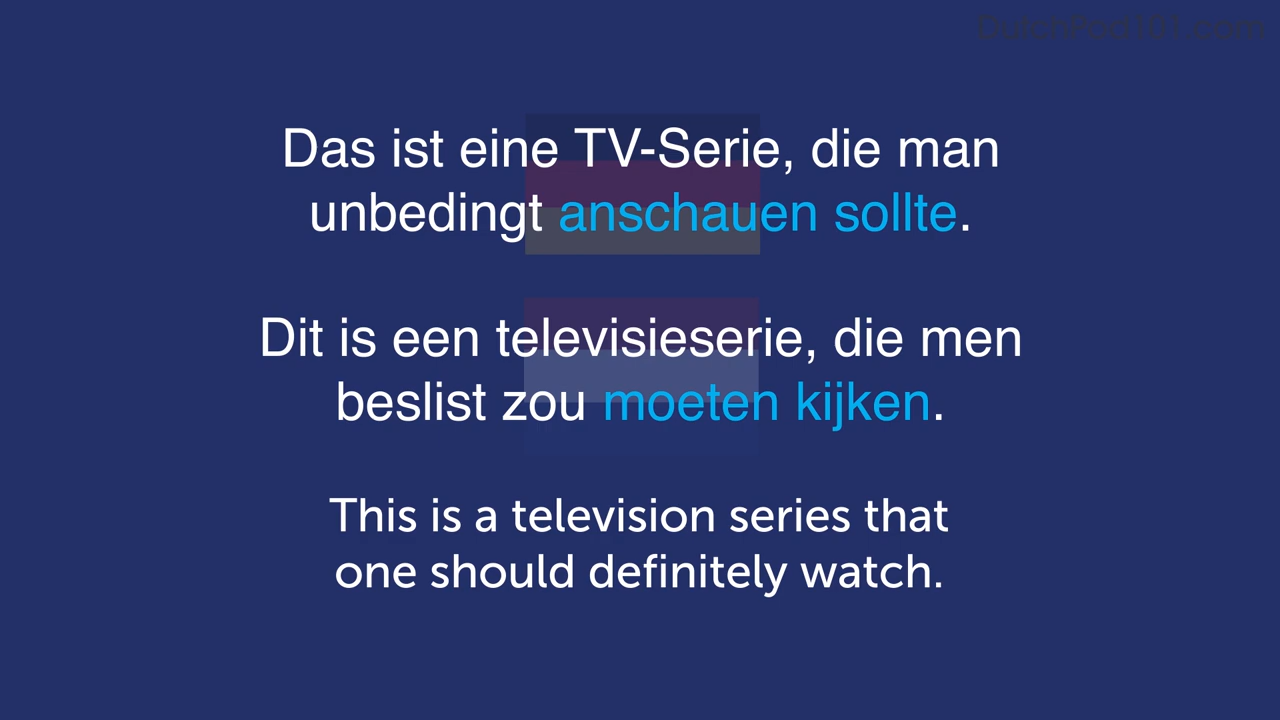 DutchPod101.com
Das ist eine TV-Serie, die man
unbedingt anschauen sollte.
Dit is een televisieserie, die men
beslist zou moeten kijken.
This is a television series that
one should definitely watch.